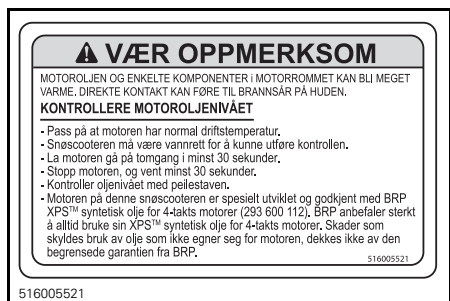 ⚠ VÆR OPPMERKSOM
MOTOROLJEN OG ENKELTE KOMPONENTER i MOTORROMMET KAN BLI MEGET
VARME. DIREKTE KONTAKT KAN FØRE TIL BRANNSÅR PÅ HUDEN.
KONTROLLERE MOTOROLJENIVÅET
- Pass på at motoren har normal driftstemperatur.
- Snøscooteren må være vannrett for å kunne utføre kontrollen.
- La motoren gå på tomgang i minst 30 sekunder.
- Stopp motoren, og vent minst 30 sekunder.
- Kontroller oljenivået med peilestaven.
- Motoren på denne snøscooteren er spesielt utviklet og godkjent med BRP
XPS™ syntetisk olje for 4-takts motorer (293 600 112). BRP anbefaler sterkt
å alltid bruke sin XPS™ syntetisk olje for 4-takts motorer. Skader som
skyldes bruk av olje som ikke egner seg for motoren, dekkes ikke av den
begrensede garantien fra BRP.
516005521
516005521